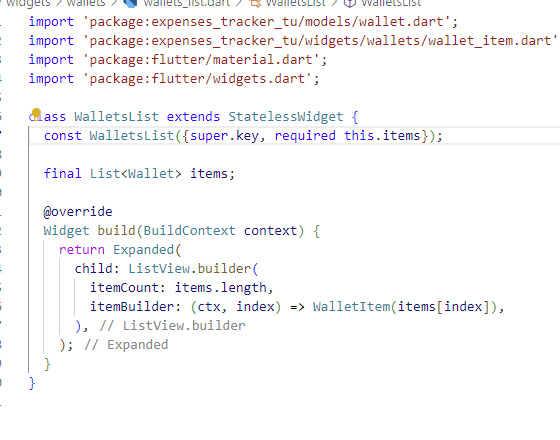 widgets > wallets > wallets_list.dart > WalletsList > WalletsList
import 'package:expenses_tracker_tu/models/wallet.dart';
import 'package:expenses_tracker_tu/widgets/wallets/wallet_item.dart'
import 'package:flutter/material.dart';
import 'package:flutter/widgets.dart';
class WalletsList extends StatelessWidget {
const WalletsList({super.key, required this.items});
final List<Wallet> items;
@override
Widget build(BuildContext context) {
return Expanded(
child: ListView.builder(
itemCount: items.length,
itemBuilder: (ctx, index) => WalletItem(items[index]),
), // ListView.builder
); // Expanded
}
}